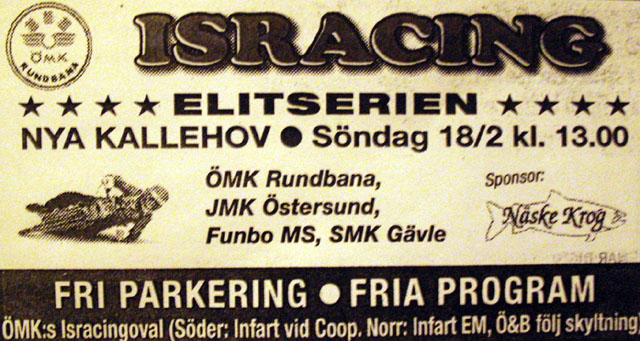 ÖMK
RUNDBANA
ISRACING
★ ★ ★ ★ ELITSERIEN ★ ★ ★ ★
NYA KALLEHOV ● Söndag 18/2 kl. 13.00
ÖMK Rundbana,
JMK Östersund,
Funbo MS, SMK Gävle
Sponsor:
Näske Krog
FRI PARKERING ● FRIA PROGRAM
ÖMK:s Isracingoval (Söder: Infart vid Coop. Norr: Infart EM, Ö&B följ skyltning)